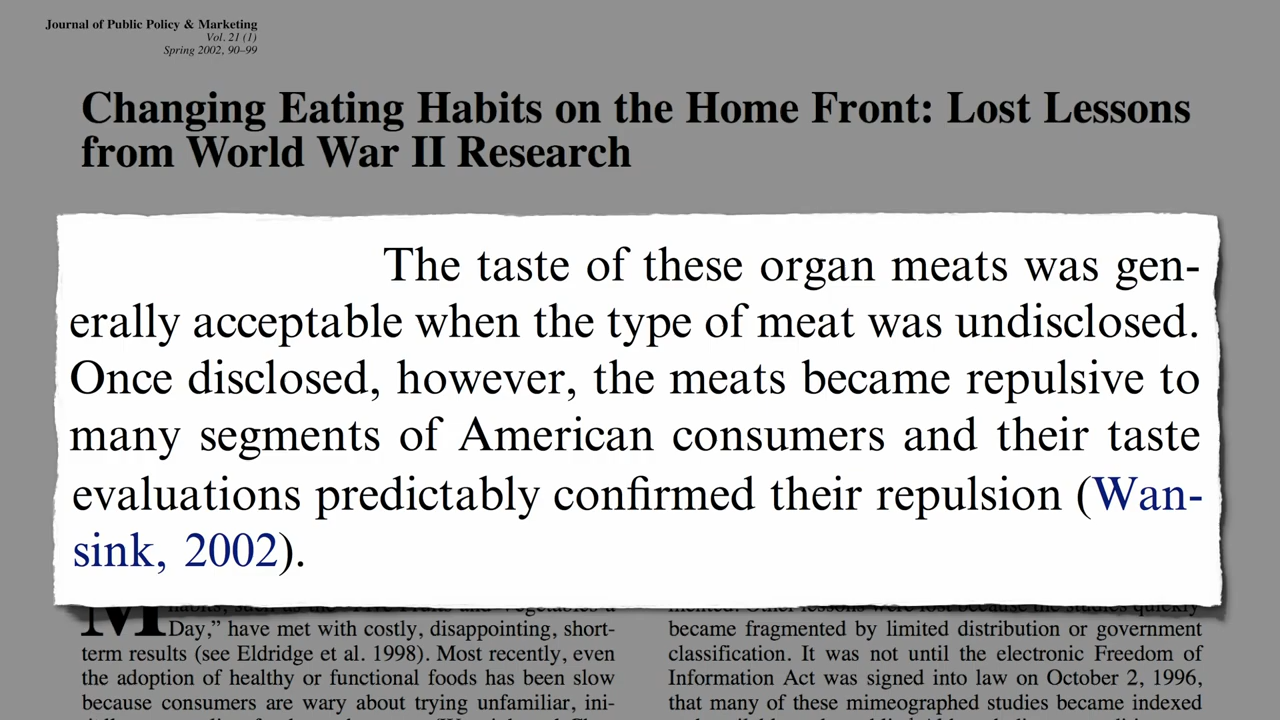 Journal of Public Policy & Marketing
Vol. 21 (1)
Spring 2002, 90–99
Changing Eating Habits on the Home Front: Lost Lessons
from World War II Research
The taste of these organ meats was gen-
erally acceptable when the type of meat was undisclosed.
Once disclosed, however, the meats became repulsive to
many segments of American consumers and their taste
evaluations predictably confirmed their repulsion (Wan-
sink, 2002).
Day,” have met with costly, disappointing, short-
term results (see Eldridge et al. 1998). Most recently, even
the adoption of healthy or functional foods has been slow
because consumers are wary about trying unfamiliar, ini-
became fragmented by limited distribution or government
classification. It was not until the electronic Freedom of
Information Act was signed into law on October 2, 1996,
that many of these mimeographed studies became indexed